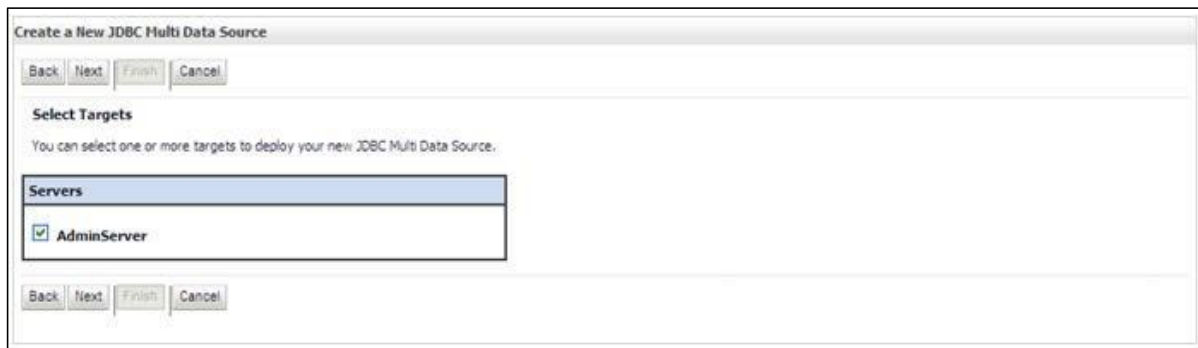 Create a New JDBC Multi Data Source
Back Next Finish Cancel
Select Targets
You can select one or more targets to deploy your new JDBC Multi Data Source.
Servers
AdminServer
Back Next Finish Cancel